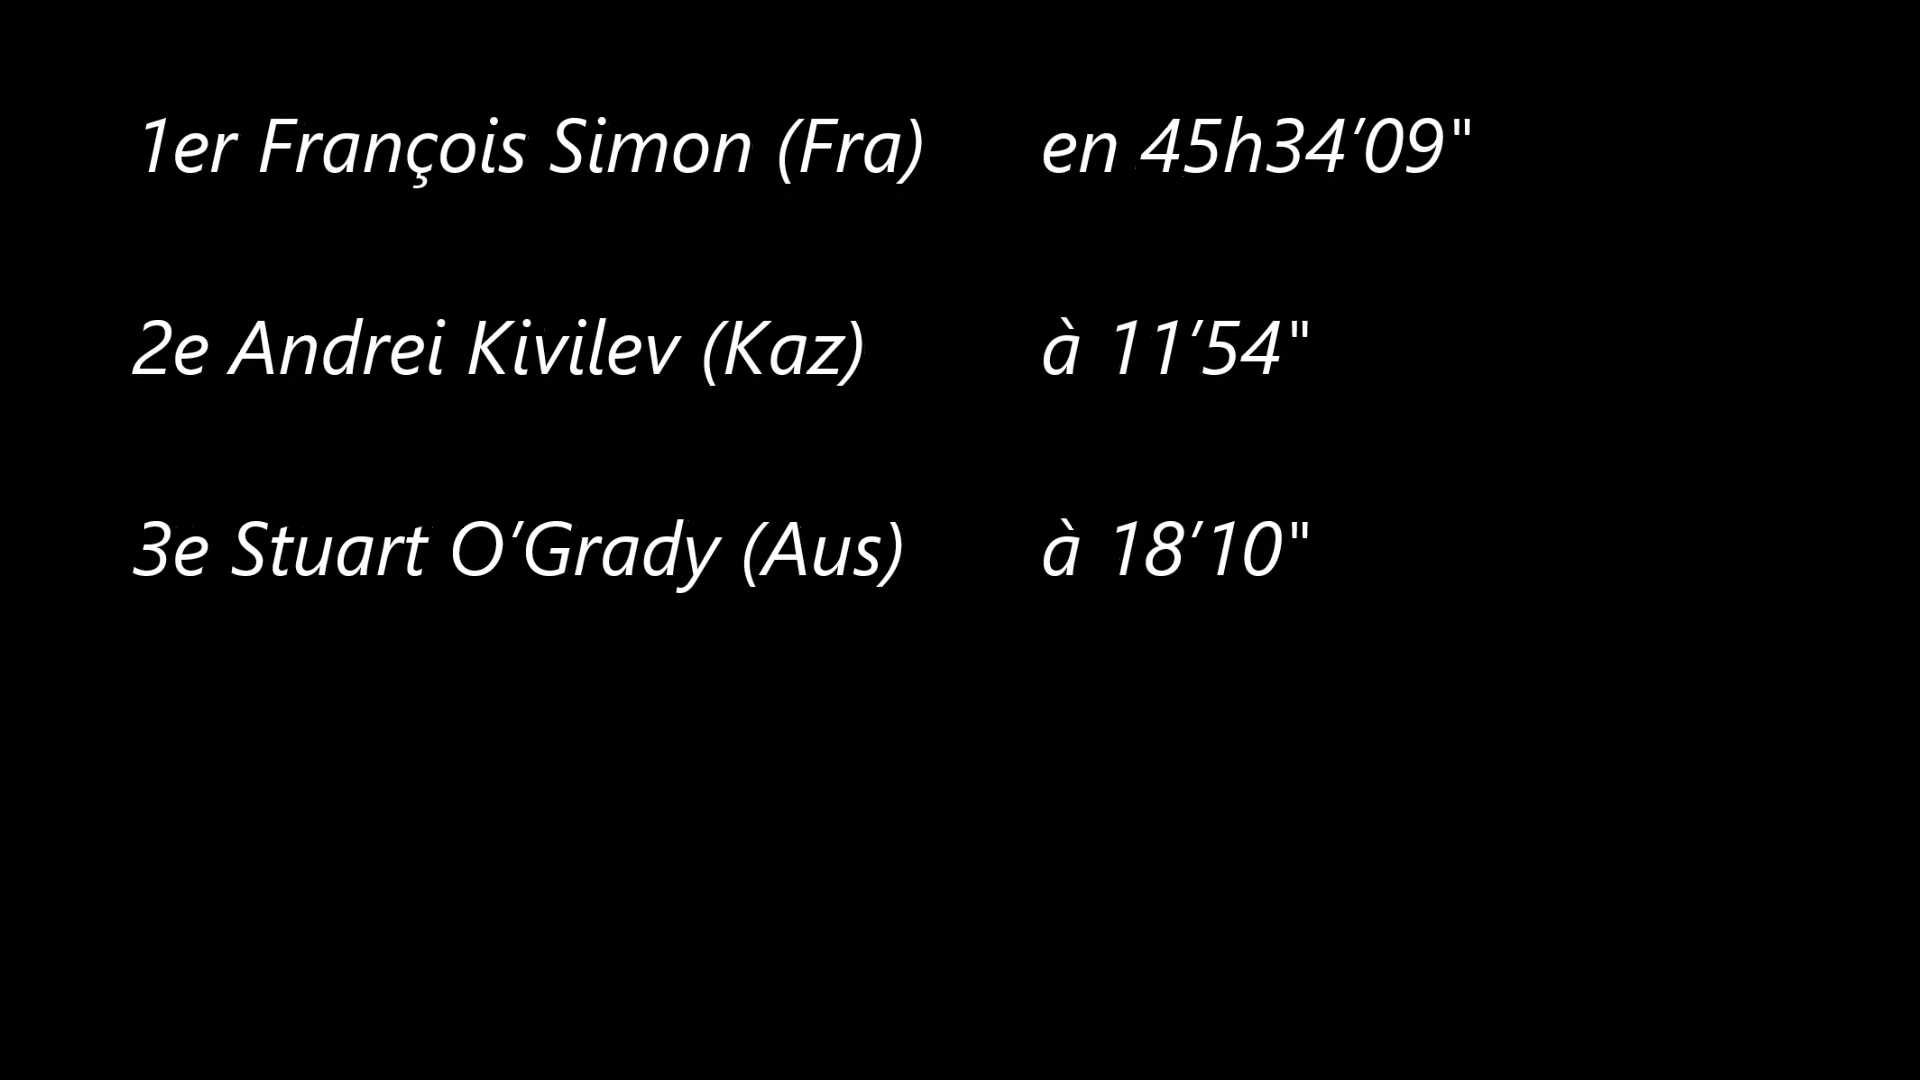 1er François Simon (Fra) en 45h34’09"
2e Andrei Kivilev (Kaz) à 11’54"
3e Stuart O’Grady (Aus) à 18’10"